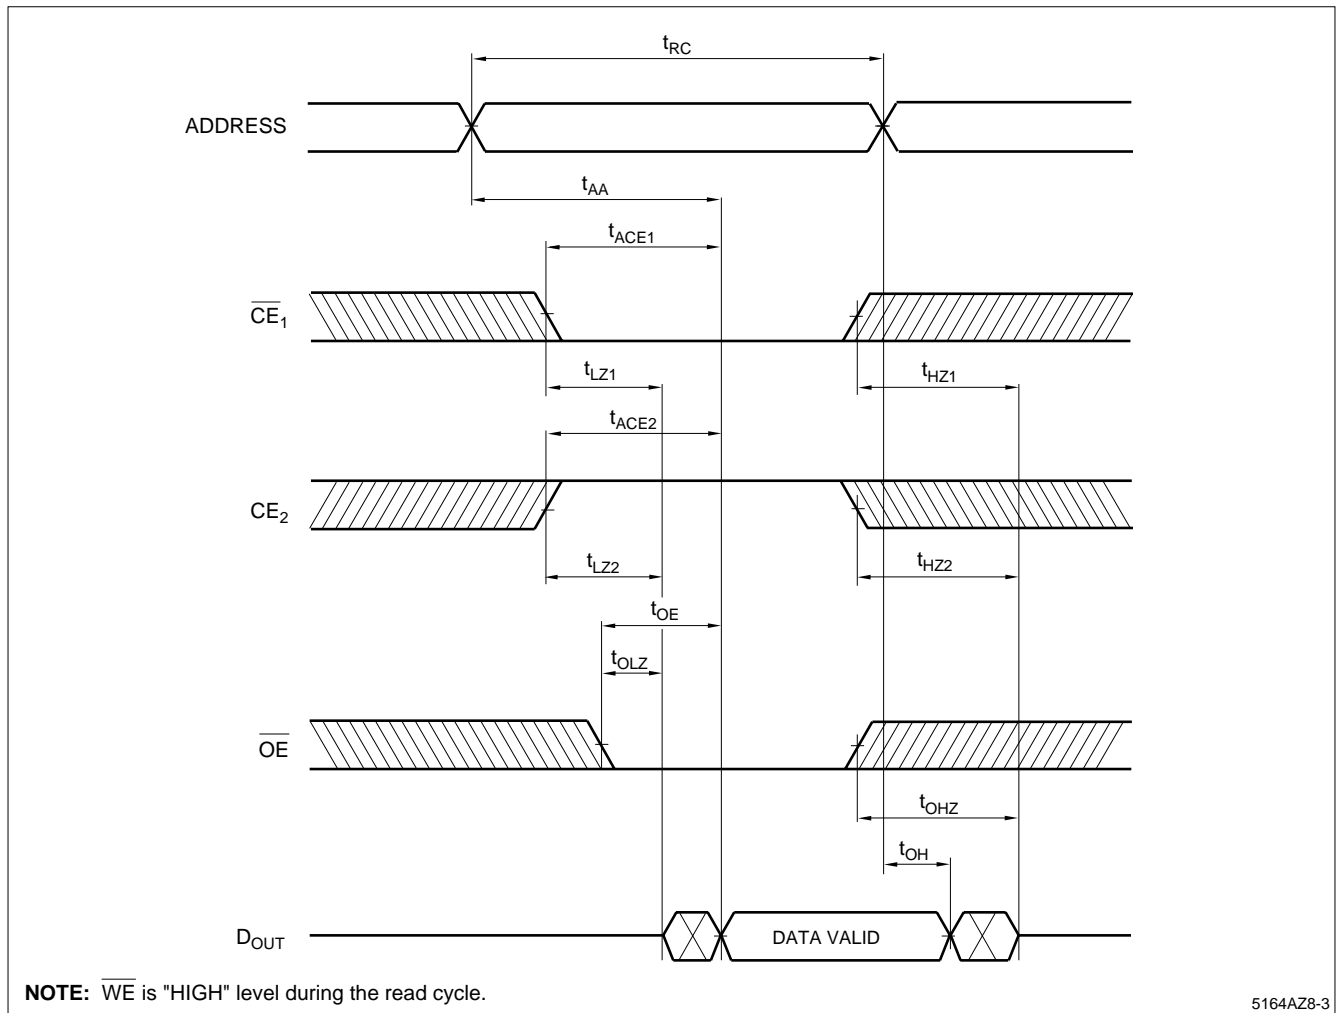 tRC
ADDRESS
tAA
tACE1
CE1
tLZ1
tHZ1
tACE2
CE2
tLZ2
tHZ2
tOE
tOLZ
OE
tOHZ
tOH
DOUT
DATA VALID
NOTE: WE is "HIGH" level during the read cycle.
5164AZ8-3